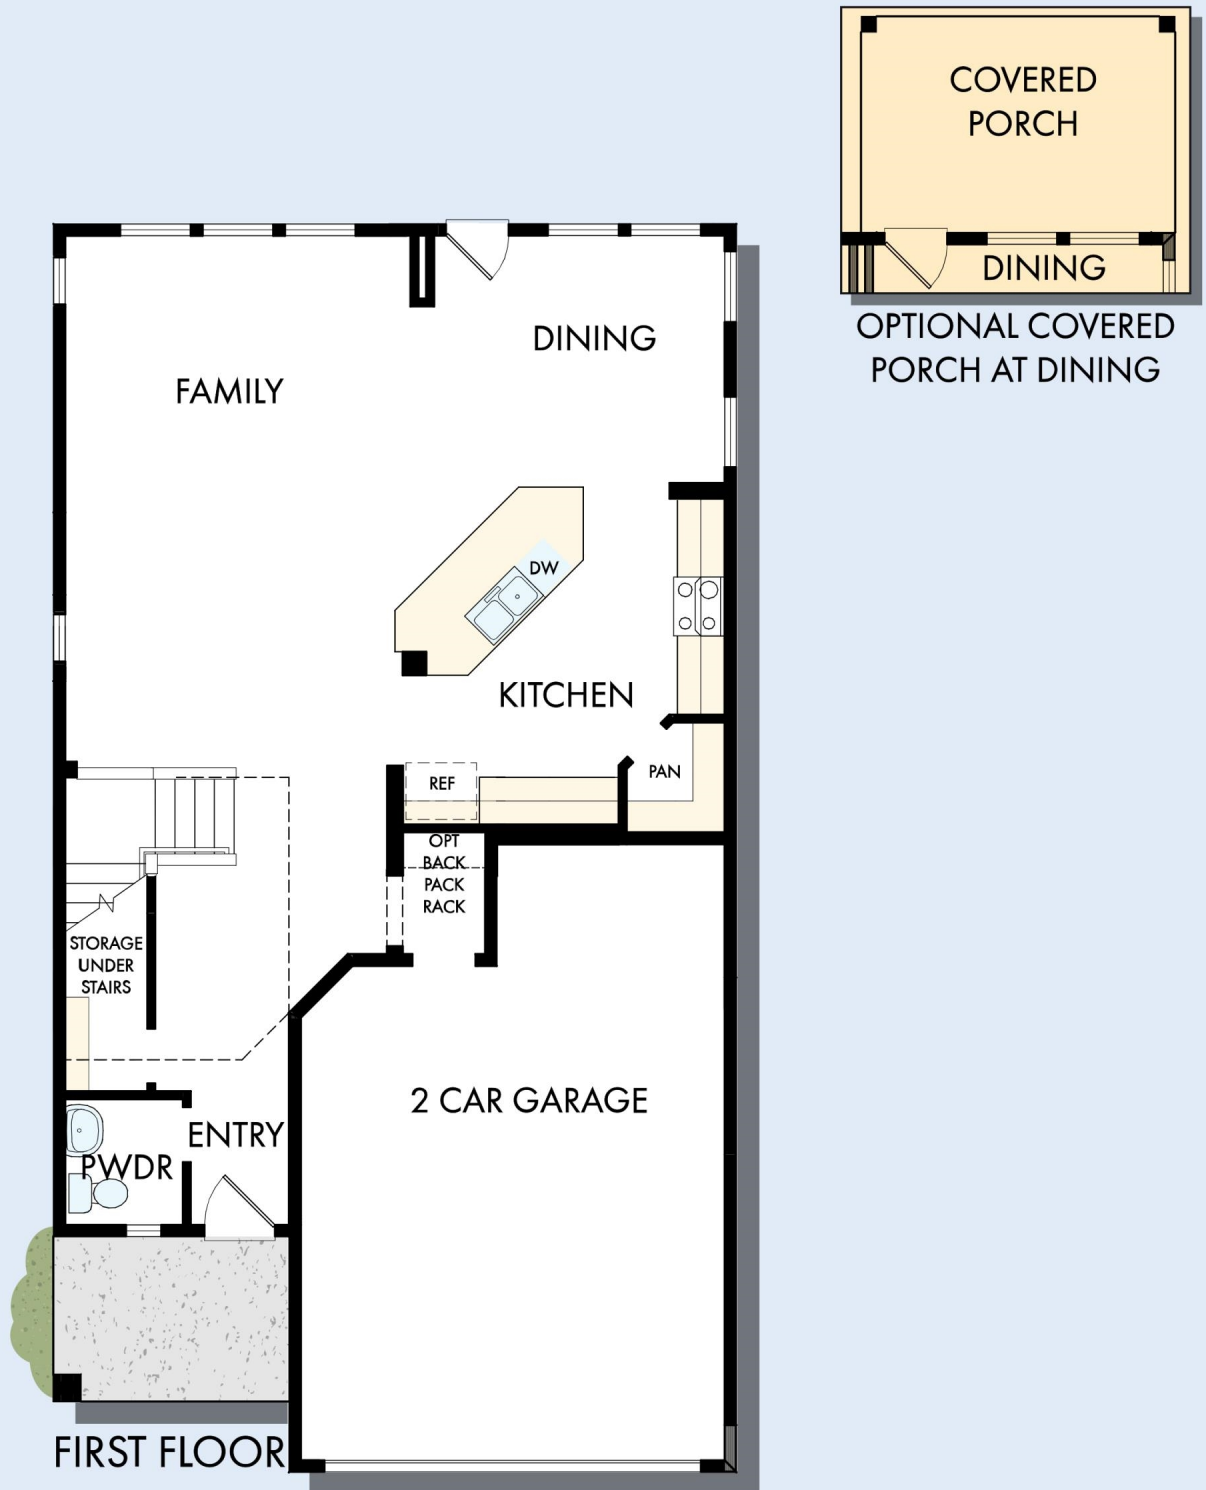 COVERED
PORCH
DINING
OPTIONAL COVERED
PORCH AT DINING
DINING
FAMILY
DW
KITCHEN
PAN
REF
OPT
BACK
PACK
RACK
STORAGE
UNDER
STAIRS
2 CAR GARAGE
ENTRY
PWDR
FIRST FLOOR